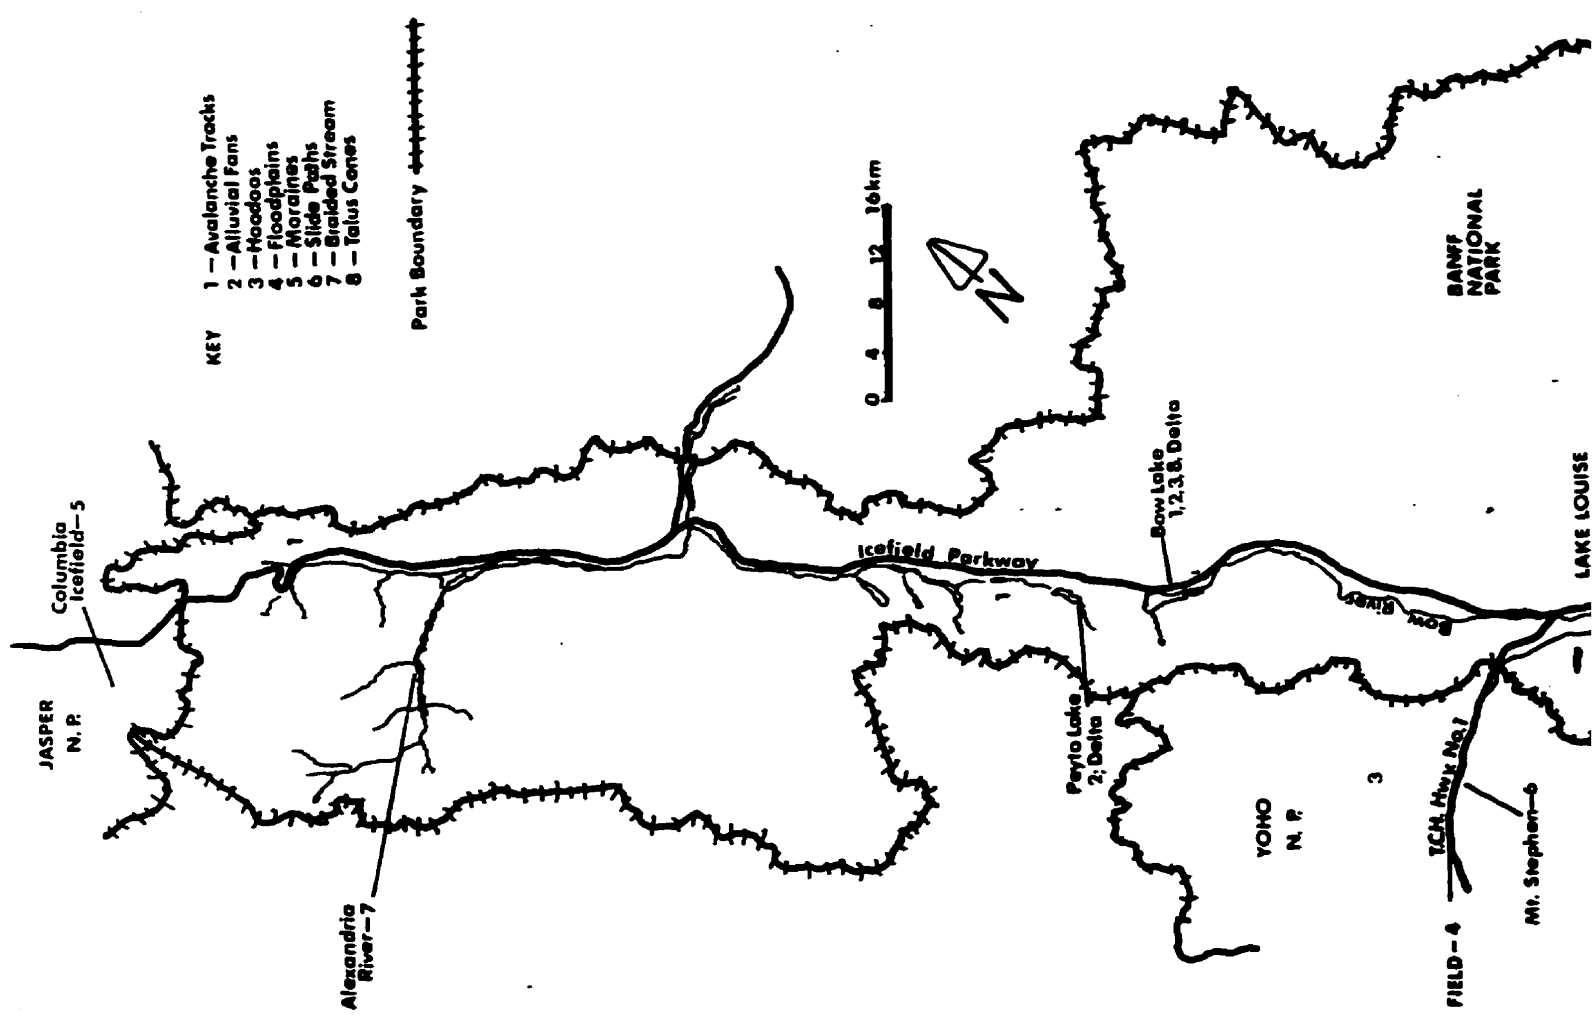 KEY
1 – Avalanche Tracks
2 – Alluvial Fans
3 – Hoodoos
4 – Floodplains
5 – Moraines
6 – Slide Paths
7 – Braided Stream
8 – Talus Cones
Park Boundary
0 4 8 12 16km
N
BANFF
NATIONAL
PARK
Columbia
Icefield–5
JASPER
N. P.
1
Icefield Parkway
1
Bow Lake
1,2,3,8, Delta
Bow River
LAKE LOUISE
1
Peyto Lake
2; Delta
YOHO
N. P.
3
T.C.H. Hwy No.1
Mt. Stephen–6
FIELD–4
Alexandria
River–7